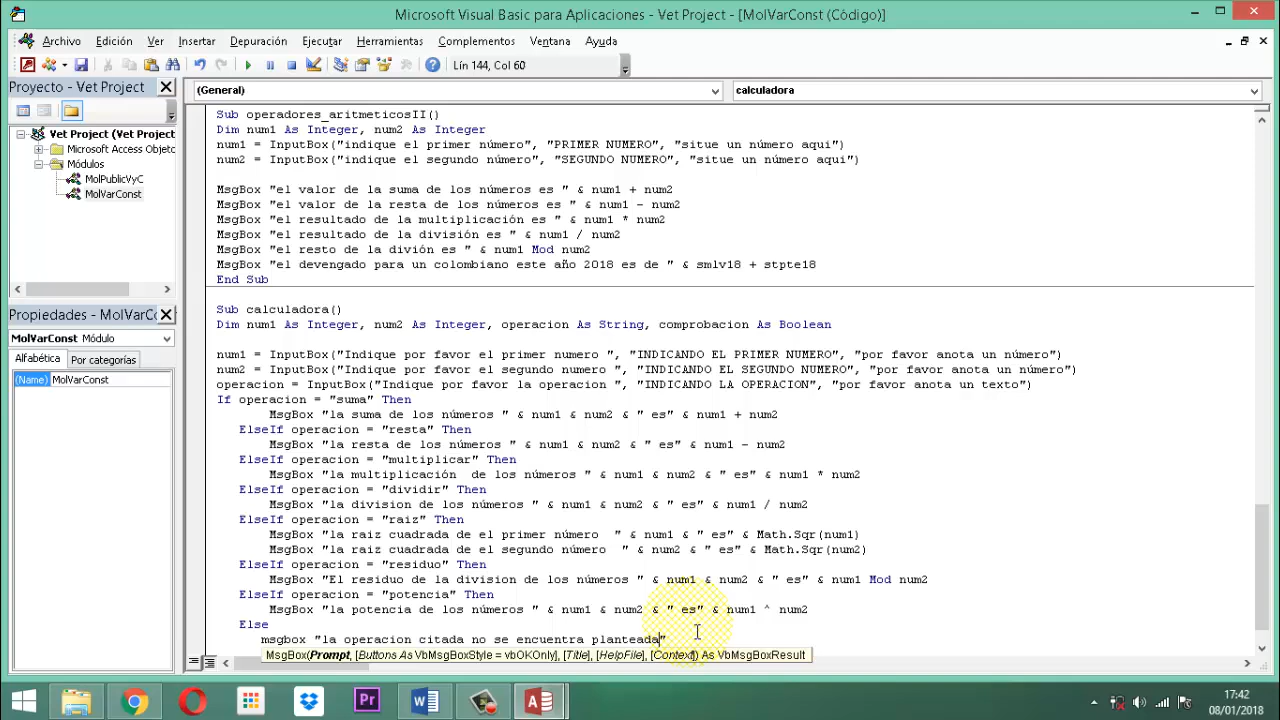 Microsoft Visual Basic para Aplicaciones - Vet Project - [MolVarConst (Código)]
Archivo Edición Ver Insertar Depuración Ejecutar Herramientas Complementos Ventana Ayuda
Lín 144, Col 60
Proyecto - Vet Project
Vet Project (Vet Project
Microsoft Access Objeto
Módulos
MolPublicVyC
MolVarConst
Propiedades - MolVarCo
MolVarConst Módulo
Alfabética Por categorías
(Name) MolVarConst
(General) calculadora
Sub operadores_aritmeticosII()
Dim num1 As Integer, num2 As Integer
num1 = InputBox("indique el primer número", "PRIMER NUMERO", "situe un número aqui")
num2 = InputBox("indique el segundo número", "SEGUNDO NUMERO", "situe un número aqui")
MsgBox "el valor de la suma de los números es " & num1 + num2
MsgBox "el valor de la resta de los números es " & num1 - num2
MsgBox "el resultado de la multiplicación es " & num1 * num2
MsgBox "el resultado de la división es " & num1 / num2
MsgBox "el resto de la divión es " & num1 Mod num2
MsgBox "el devengado para un colombiano este año 2018 es de " & smlv18 + stpte18
End Sub
Sub calculadora()
Dim num1 As Integer, num2 As Integer, operacion As String, comprobacion As Boolean
num1 = InputBox("Indique por favor el primer numero ", "INDICANDO EL PRIMER NUMERO", "por favor anota un número")
num2 = InputBox("Indique por favor el segundo numero ", "INDICANDO EL SEGUNDO NUMERO", "por favor anota un número")
operacion = InputBox("Indique por favor la operacion ", "INDICANDO LA OPERACION", "por favor anota un texto")
If operacion = "suma" Then
MsgBox "la suma de los números " & num1 & num2 & " es" & num1 + num2
ElseIf operacion = "resta" Then
MsgBox "la resta de los números " & num1 & num2 & " es" & num1 - num2
ElseIf operacion = "multiplicar" Then
MsgBox "la multiplicación  de los números " & num1 & num2 & " es" & num1 * num2
ElseIf operacion = "dividir" Then
MsgBox "la division de los números " & num1 & num2 & " es" & num1 / num2
ElseIf operacion = "raiz" Then
MsgBox "la raiz cuadrada de el primer número  " & num1 & " es" & Math.Sqr(num1)
MsgBox "la raiz cuadrada de el segundo número  " & num2 & " es" & Math.Sqr(num2)
ElseIf operacion = "residuo" Then
MsgBox "El residuo de la division de los números " & num1 & num2 & " es" & num1 Mod num2
ElseIf operacion = "potencia" Then
MsgBox "la potencia de los números " & num1 & num2 & " es" & num1 ^ num2
Else
msgbox "la operacion citada no se encuentra planteada"
MsgBox(Prompt, [Buttons As VbMsgBoxStyle = vbOKOnly], [Title], [HelpFile], [Context]) As VbMsgBoxResult
Pr
17:42
08/01/2018